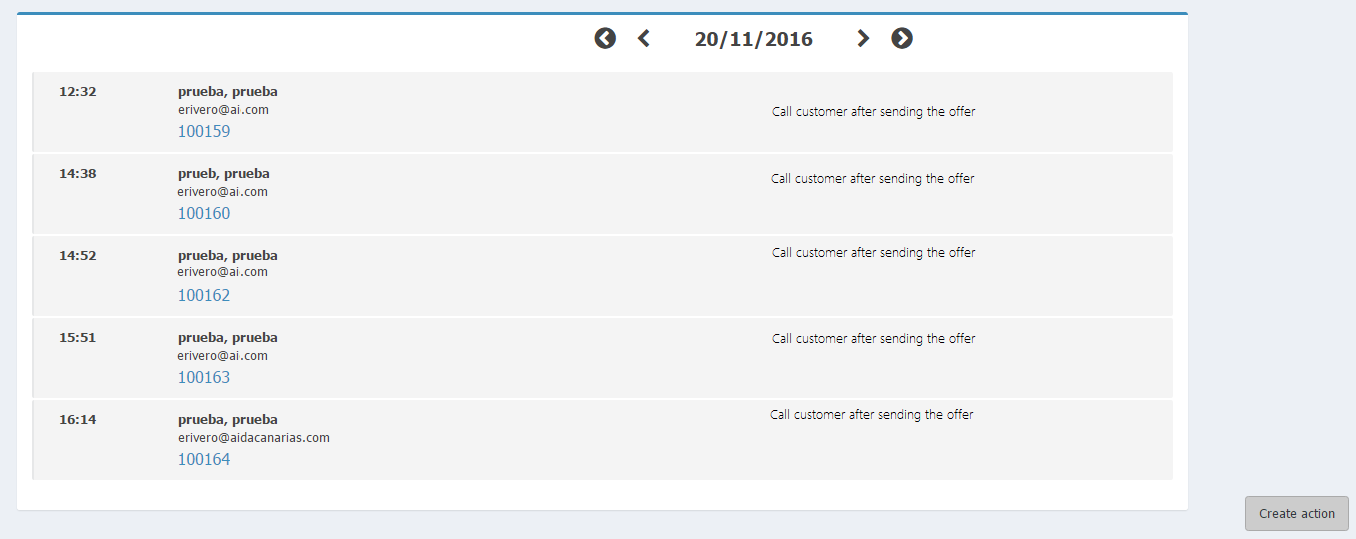 20/11/2016
12:32
prueba, prueba
erivero@ai.com
100159
Call customer after sending the offer
14:38
prueb, prueba
erivero@ai.com
100160
Call customer after sending the offer
14:52
prueba, prueba
erivero@ai.com
100162
Call customer after sending the offer
15:51
prueba, prueba
erivero@ai.com
100163
Call customer after sending the offer
16:14
prueba, prueba
erivero@aidacanarias.com
100164
Call customer after sending the offer
Create action